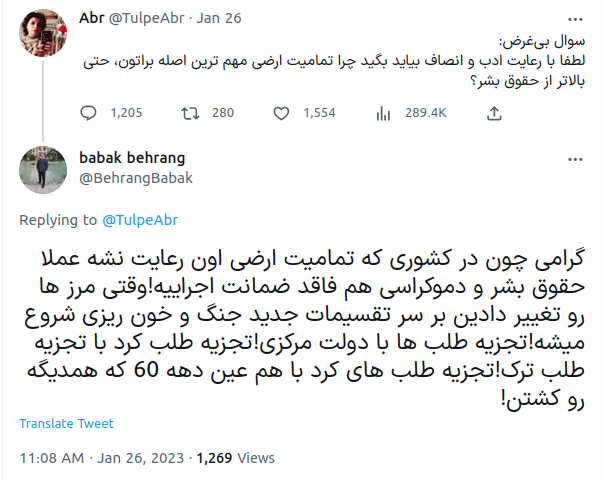 Abr @TulpeAbr · Jan 26
سوال بی‌غرض:
لطفا با رعایت ادب و انصاف بیاید بگید چرا تمامیت ارضی مهم ترین اصله براتون، حتی
بالاتر از حقوق بشر؟
1,205 280 1,554 289.4K
babak behrang
@BehrangBabak
Replying to @TulpeAbr
گرامی چون در کشوری که تمامیت ارضی اون رعایت نشه عملا
حقوق بشر و دموکراسی هم فاقد ضمانت اجراییه!وقتی مرز ها
رو تغییر دادین بر سر تقسیمات جدید جنگ و خون ریزی شروع
میشه!تجزیه طلب ها با دولت مرکزی!تجزیه طلب کرد با تجزیه
طلب ترک!تجزیه طلب های کرد با هم عین دهه 60 که همدیگه
رو کشتن!
Translate Tweet
11:08 AM · Jan 26, 2023 · 1,269 Views